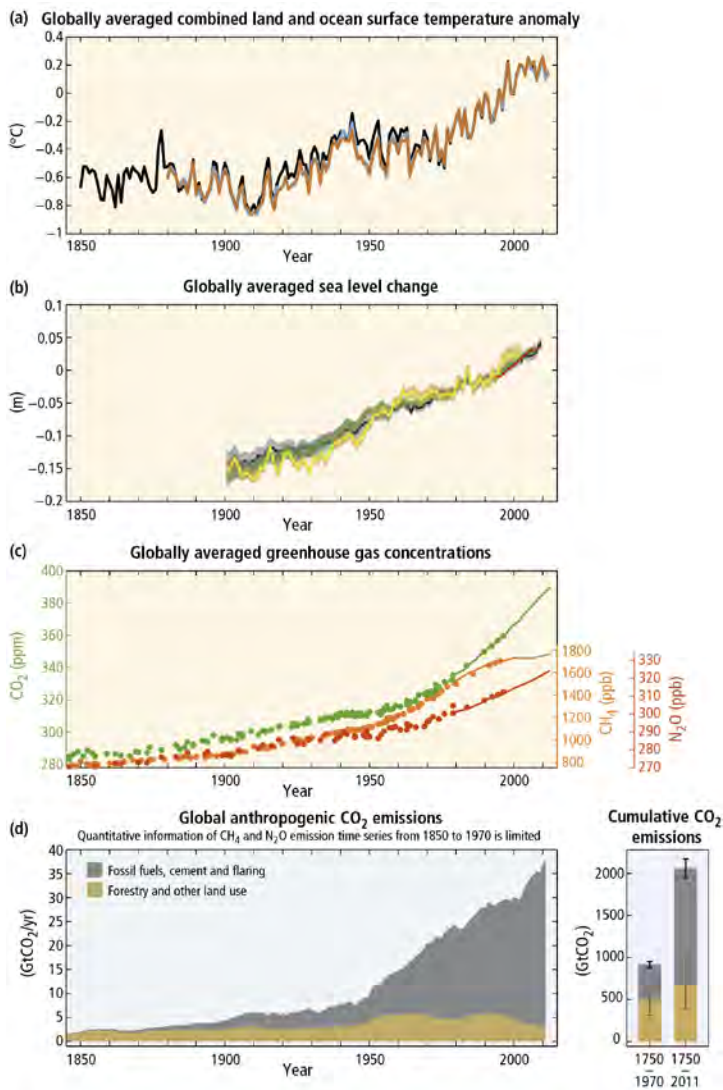 (a) Globally averaged combined land and ocean surface temperature anomaly
0.4
0.2
0
−0.2
−0.4
−0.6
−0.8
−1
(°C)
1850 1900 1950 2000
Year
(b) Globally averaged sea level change
0.1
0.05
0
−0.05
−0.1
−0.15
−0.2
(m)
1850 1900 1950 2000
Year
(c) Globally averaged greenhouse gas concentrations
400
380
360
340
320
300
280
CO₂ (ppm)
1800
1600
1400
1200
1000
800
CH₄ (ppb)
330
320
310
300
290
280
270
N₂O (ppb)
1850 1900 1950 2000
Year
(d) Global anthropogenic CO₂ emissions
Quantitative information of CH₄ and N₂O emission time series from 1850 to 1970 is limited
40
35
30
25
20
15
10
5
0
(GtCO₂/yr)
Fossil fuels, cement and flaring
Forestry and other land use
1850 1900 1950 2000
Year
Cumulative CO₂
emissions
2000
1500
1000
500
0
(GtCO₂)
1750 1750
– –
1970 2011